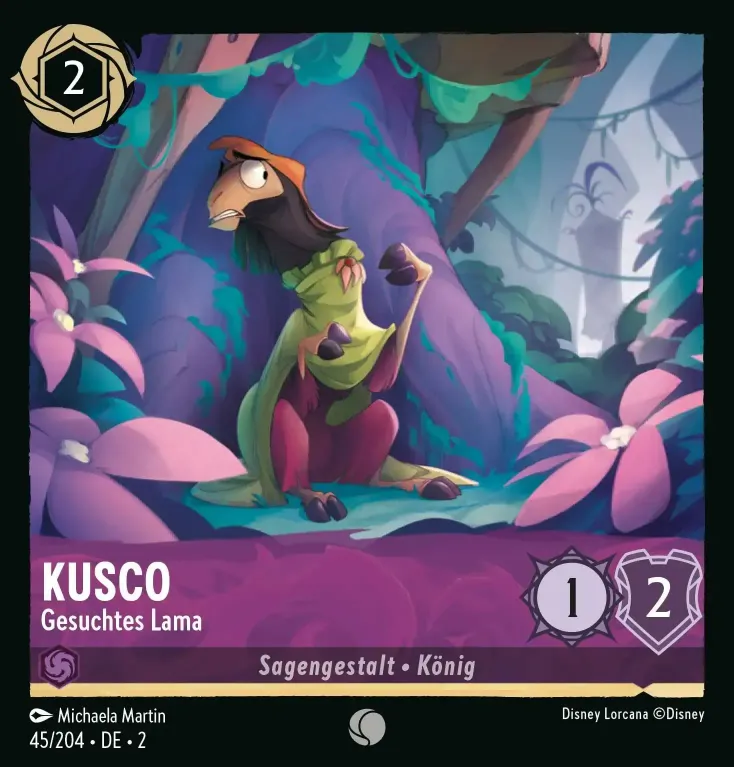 2
KUSCO
Gesuchtes Lama
1 2
Sagengestalt • König
Michaela Martin
Disney Lorcana ©Disney
45/204 • DE • 2